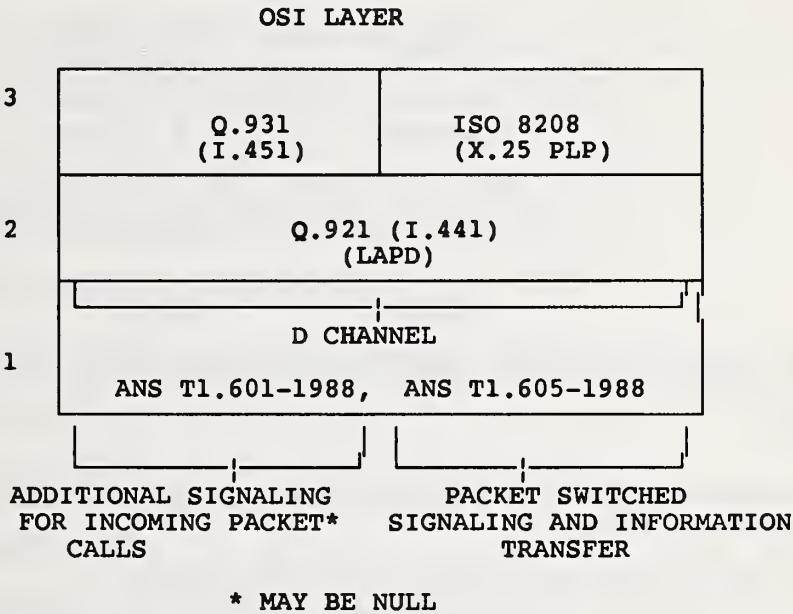 OSI LAYER
3
Q.931
(I.451)
ISO 8208
(X.25 PLP)
2
Q.921 (I.441)
(LAPD)
D CHANNEL
1
ANS T1.601-1988, ANS T1.605-1988
ADDITIONAL SIGNALING
FOR INCOMING PACKET*
CALLS
PACKET SWITCHED
SIGNALING AND INFORMATION
TRANSFER
* MAY BE NULL